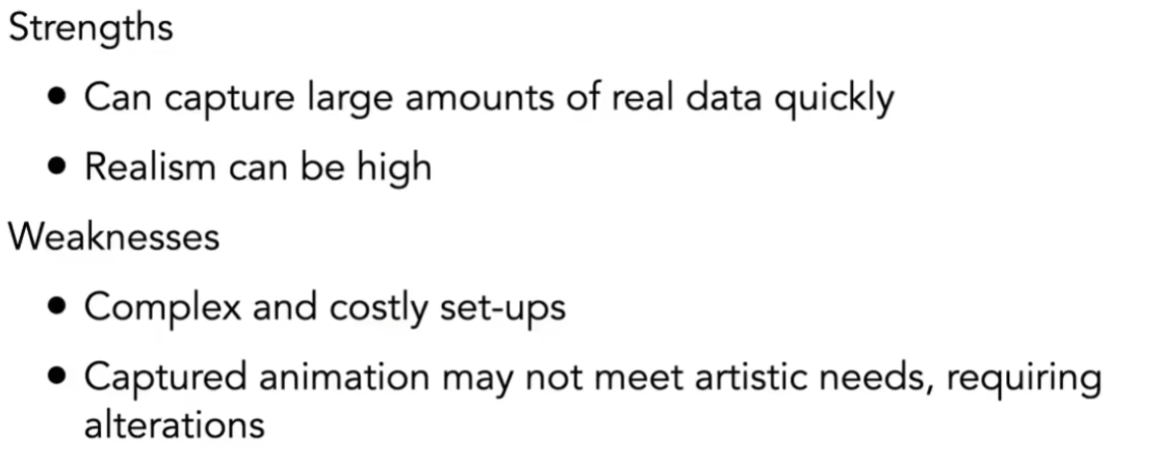 Strengths
• Can capture large amounts of real data quickly
• Realism can be high
Weaknesses
• Complex and costly set-ups
• Captured animation may not meet artistic needs, requiring
alterations